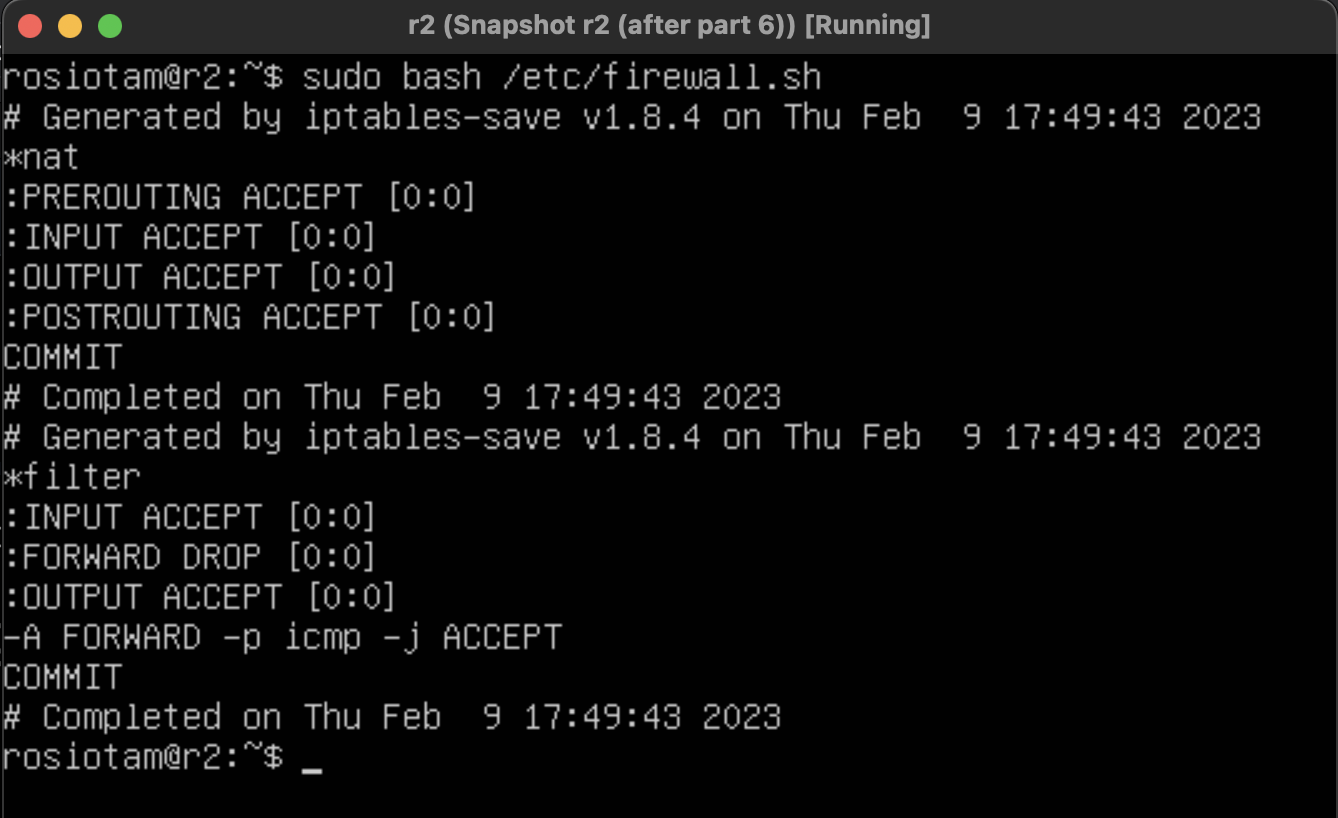 r2 (Snapshot r2 (after part 6)) [Running]
rosiotam@r2:~$ sudo bash /etc/firewall.sh
# Generated by iptables-save v1.8.4 on Thu Feb  9 17:49:43 2023
*nat
:PREROUTING ACCEPT [0:0]
:INPUT ACCEPT [0:0]
:OUTPUT ACCEPT [0:0]
:POSTROUTING ACCEPT [0:0]
COMMIT
# Completed on Thu Feb  9 17:49:43 2023
# Generated by iptables-save v1.8.4 on Thu Feb  9 17:49:43 2023
*filter
:INPUT ACCEPT [0:0]
:FORWARD DROP [0:0]
:OUTPUT ACCEPT [0:0]
-A FORWARD -p icmp -j ACCEPT
COMMIT
# Completed on Thu Feb  9 17:49:43 2023
rosiotam@r2:~$ _